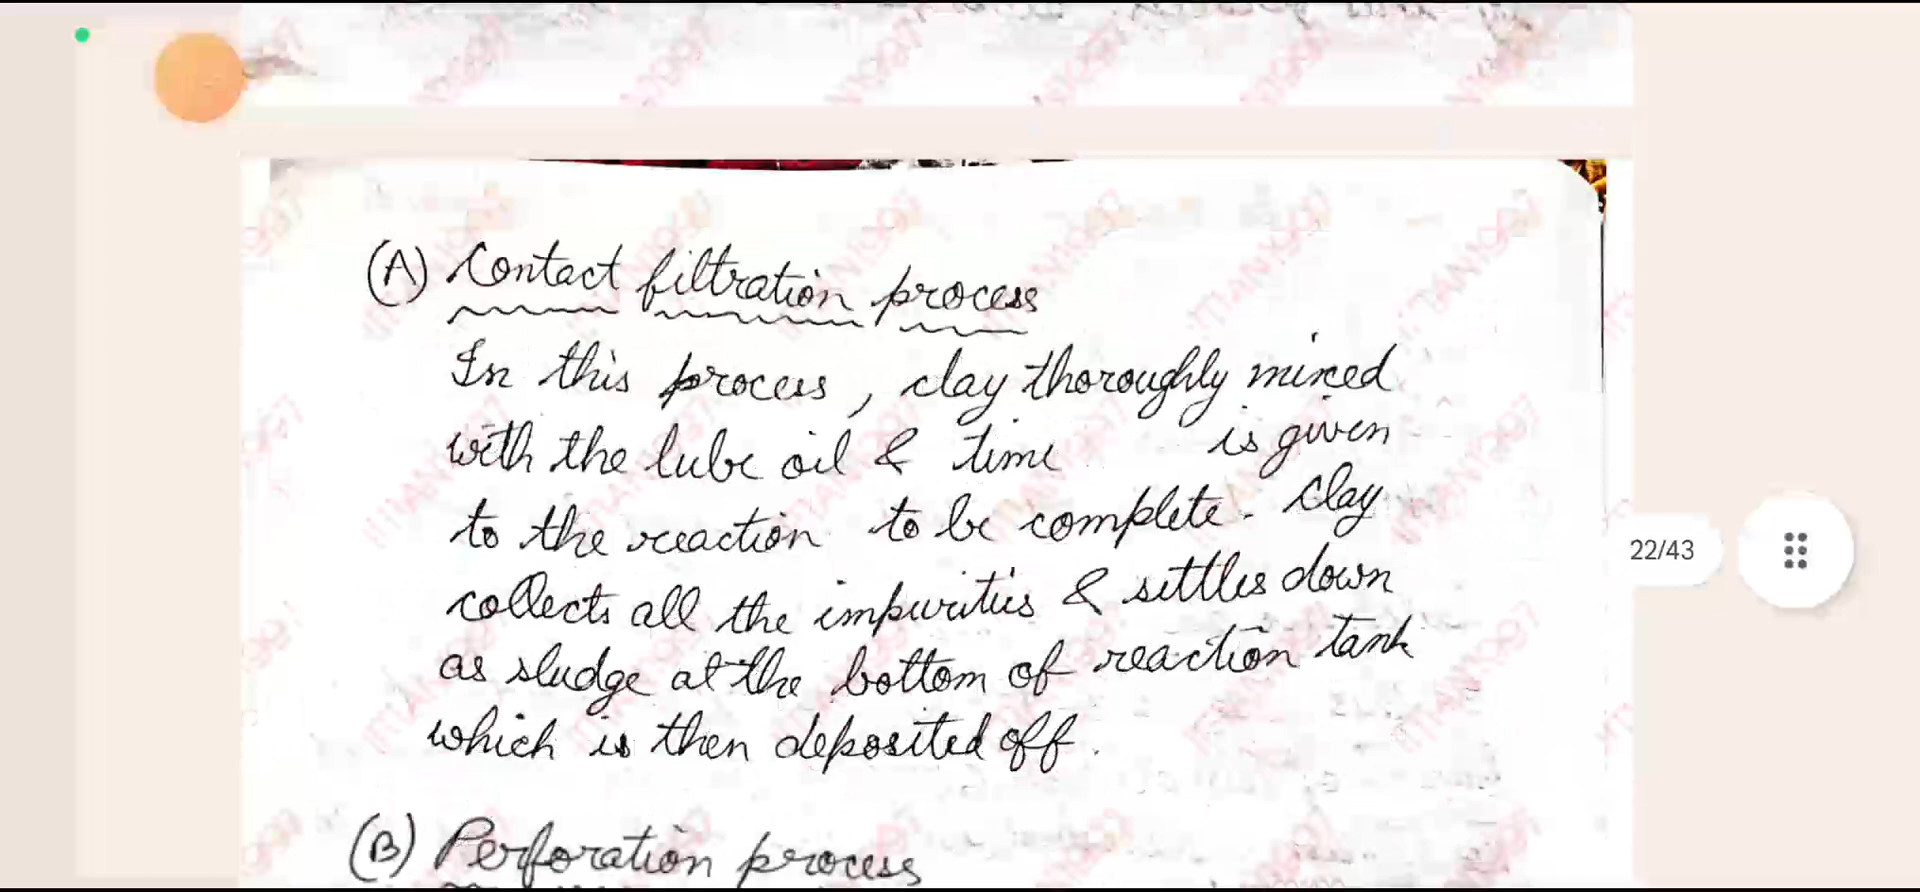 (A) Contact filtration process
In this process, clay thoroughly mixed
with the lube oil & time is given
to the reaction to be complete. Clay
collects all the impurities & settles down
as sludge at the bottom of reaction tank
which is then deposited off.
22/43
(B) Perforation process